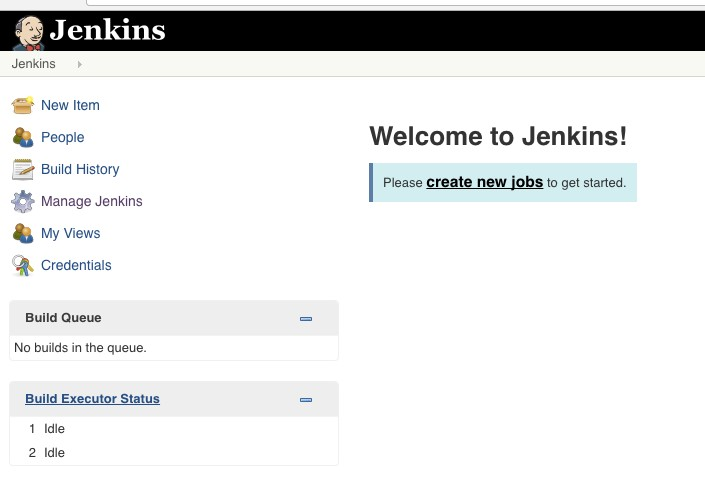 Jenkins
Jenkins
New Item
People
Build History
Manage Jenkins
My Views
Credentials
Build Queue
No builds in the queue.
Build Executor Status
1 Idle
2 Idle
Welcome to Jenkins!
Please create new jobs to get started.